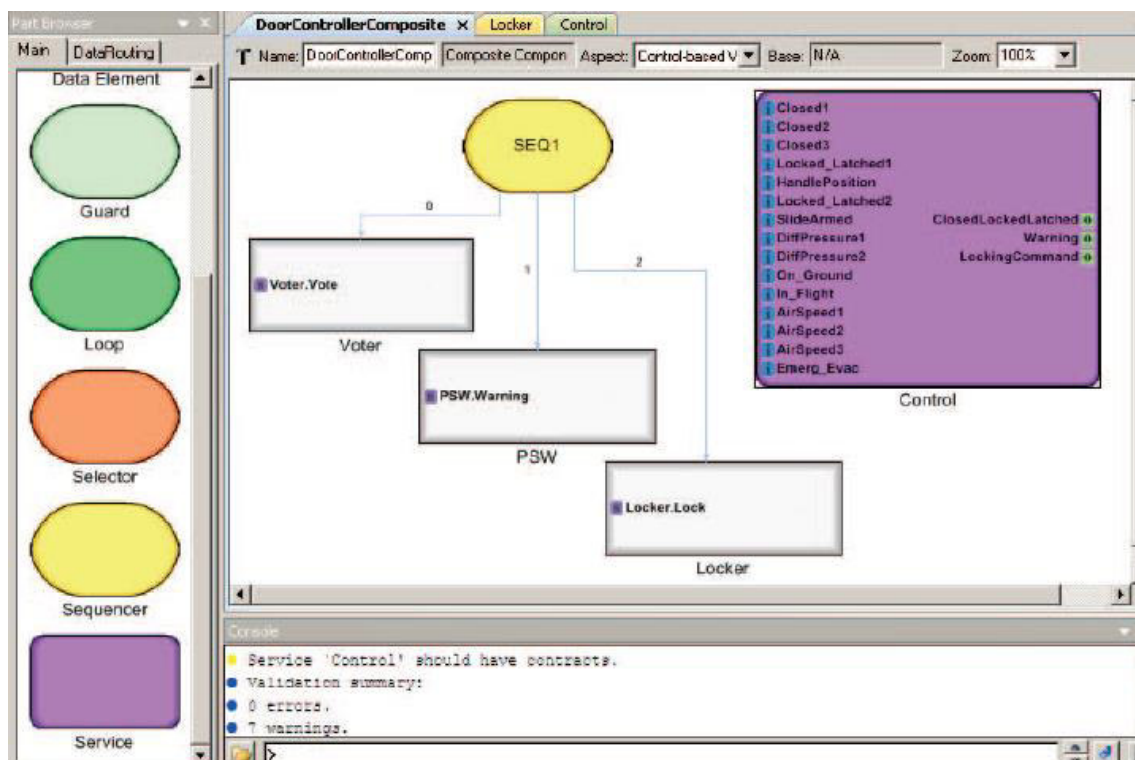 Part Browser
Main DataRouting
Data Element
Guard
Loop
Selector
Sequencer
Service
DoorControllerComposite Locker Control
Name: DoorControllerComp Composite Compon Aspect: Control-based V Base: N/A Zoom: 100%
SEQ1
0
1
2
Voter.Vote
Voter
PSW.Warning
PSW
Locker.Lock
Locker
Closed1
Closed2
Closed3
Locked_Latched1
HandlePosition
Locked_Latched2
SlideArmed ClosedLockedLatched
DiffPressure1 Warning
DiffPressure2 LockingCommand
On_Ground
In_Flight
AirSpeed1
AirSpeed2
AirSpeed3
Emerg_Evac
Control
Console
Service 'Control' should have contracts.
Validation summary:
0 errors.
7 warnings.
>